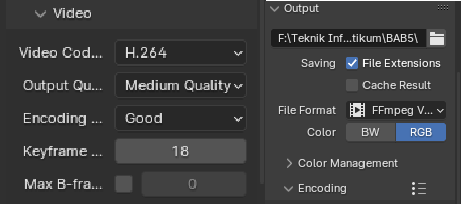 Video
Video Cod... H.264
Output Qu... Medium Quality
Encoding ... Good
Keyframe ... 18
Max B-fra... 0
Output
F:\Teknik Inf...tikum\BAB5\
Saving File Extensions
Cache Result
File Format FFmpeg V...
Color BW RGB
Color Management
Encoding